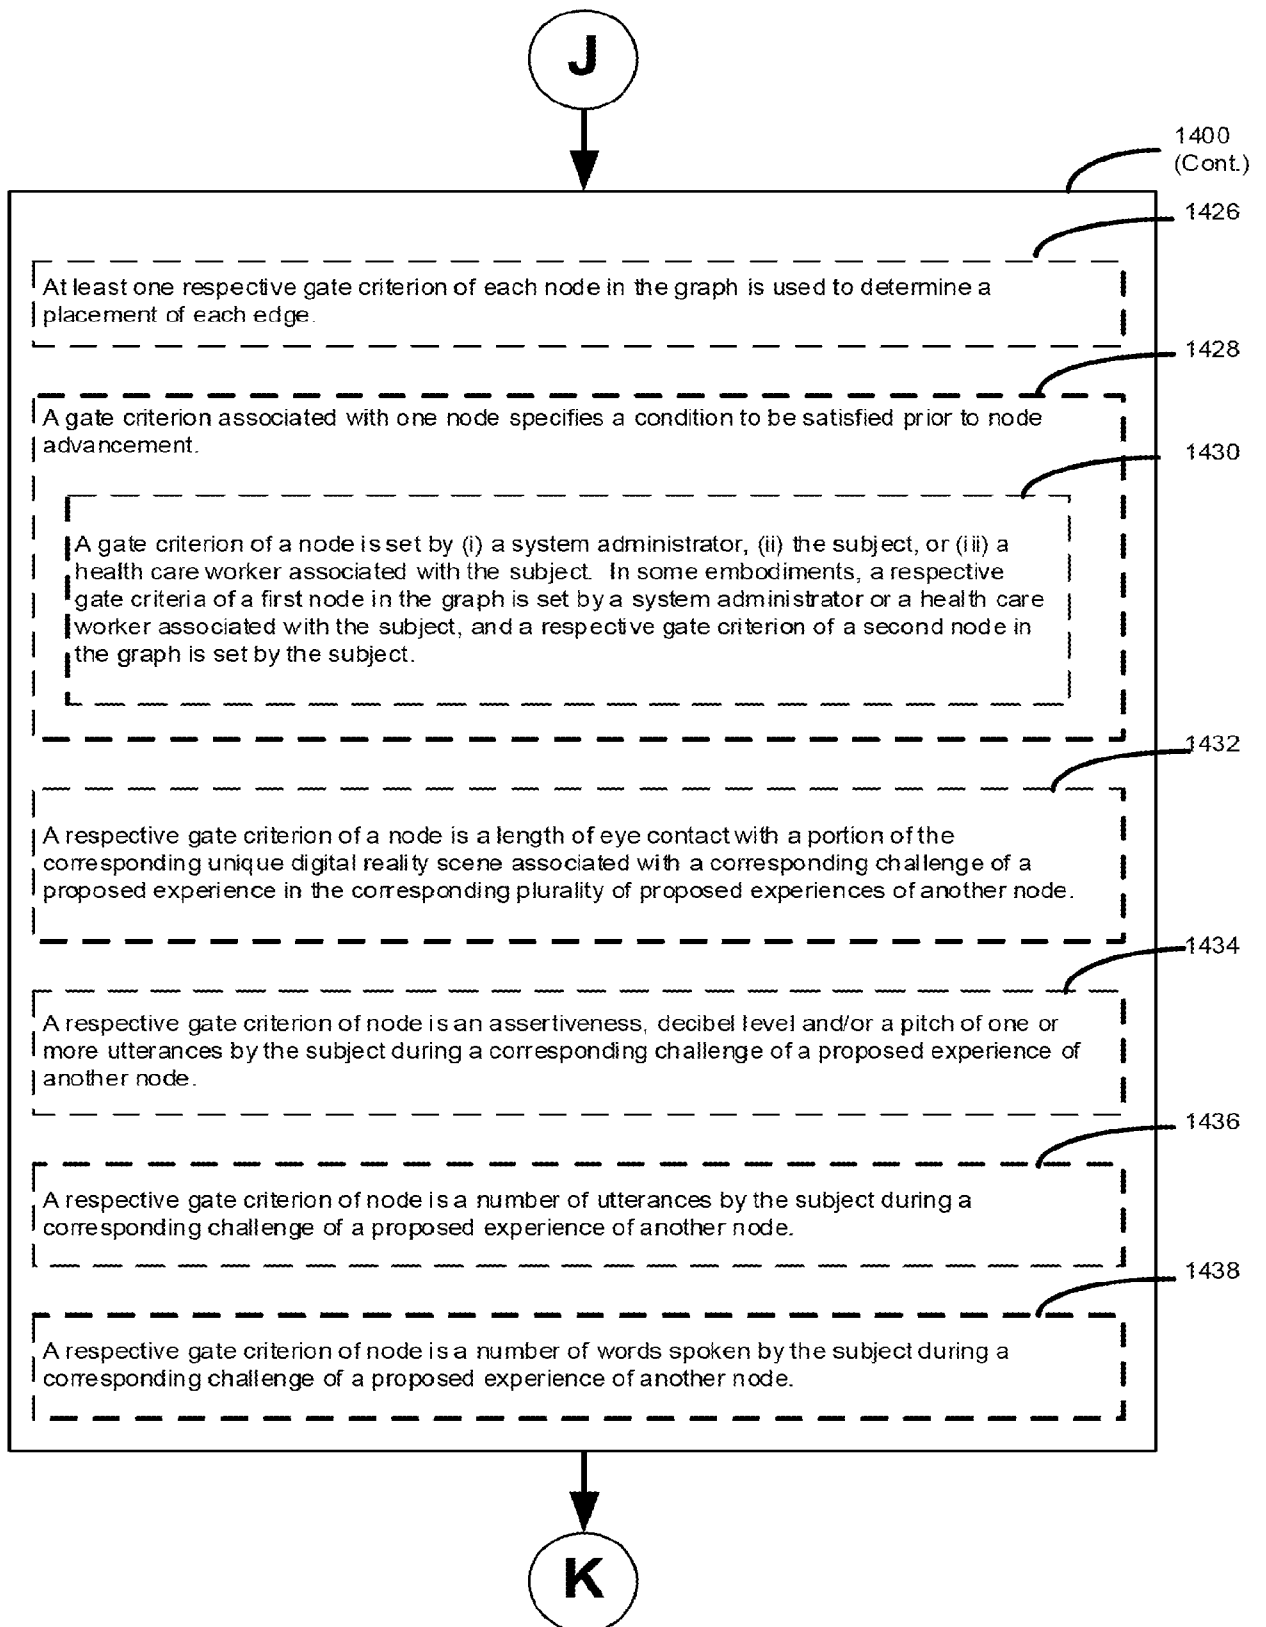 J
1400
(Cont.)
1426
At least one respective gate criterion of each node in the graph is used to determine a
placement of each edge.
1428
A gate criterion associated with one node specifies a condition to be satisfied prior to node
advancement.
1430
A gate criterion of a node is set by (i) a system administrator, (ii) the subject, or (iii) a
health care worker associated with the subject. In some embodiments, a respective
gate criteria of a first node in the graph is set by a system administrator or a health care
worker associated with the subject, and a respective gate criterion of a second node in
the graph is set by the subject.
1432
A respective gate criterion of a node is a length of eye contact with a portion of the
corresponding unique digital reality scene associated with a corresponding challenge of a
proposed experience in the corresponding plurality of proposed experiences of another node.
1434
A respective gate criterion of node is an assertiveness, decibel level and/or a pitch of one or
more utterances by the subject during a corresponding challenge of a proposed experience of
another node.
1436
A respective gate criterion of node is a number of utterances by the subject during a
corresponding challenge of a proposed experience of another node.
1438
A respective gate criterion of node is a number of words spoken by the subject during a
corresponding challenge of a proposed experience of another node.
K